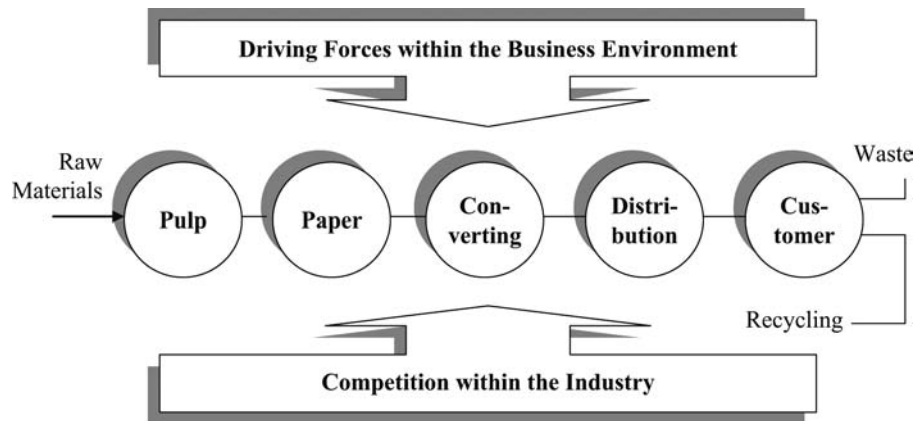 Driving Forces within the Business Environment
Raw
Materials
Pulp
Paper
Con-
verting
Distri-
bution
Cus-
tomer
Waste
Recycling
Competition within the Industry